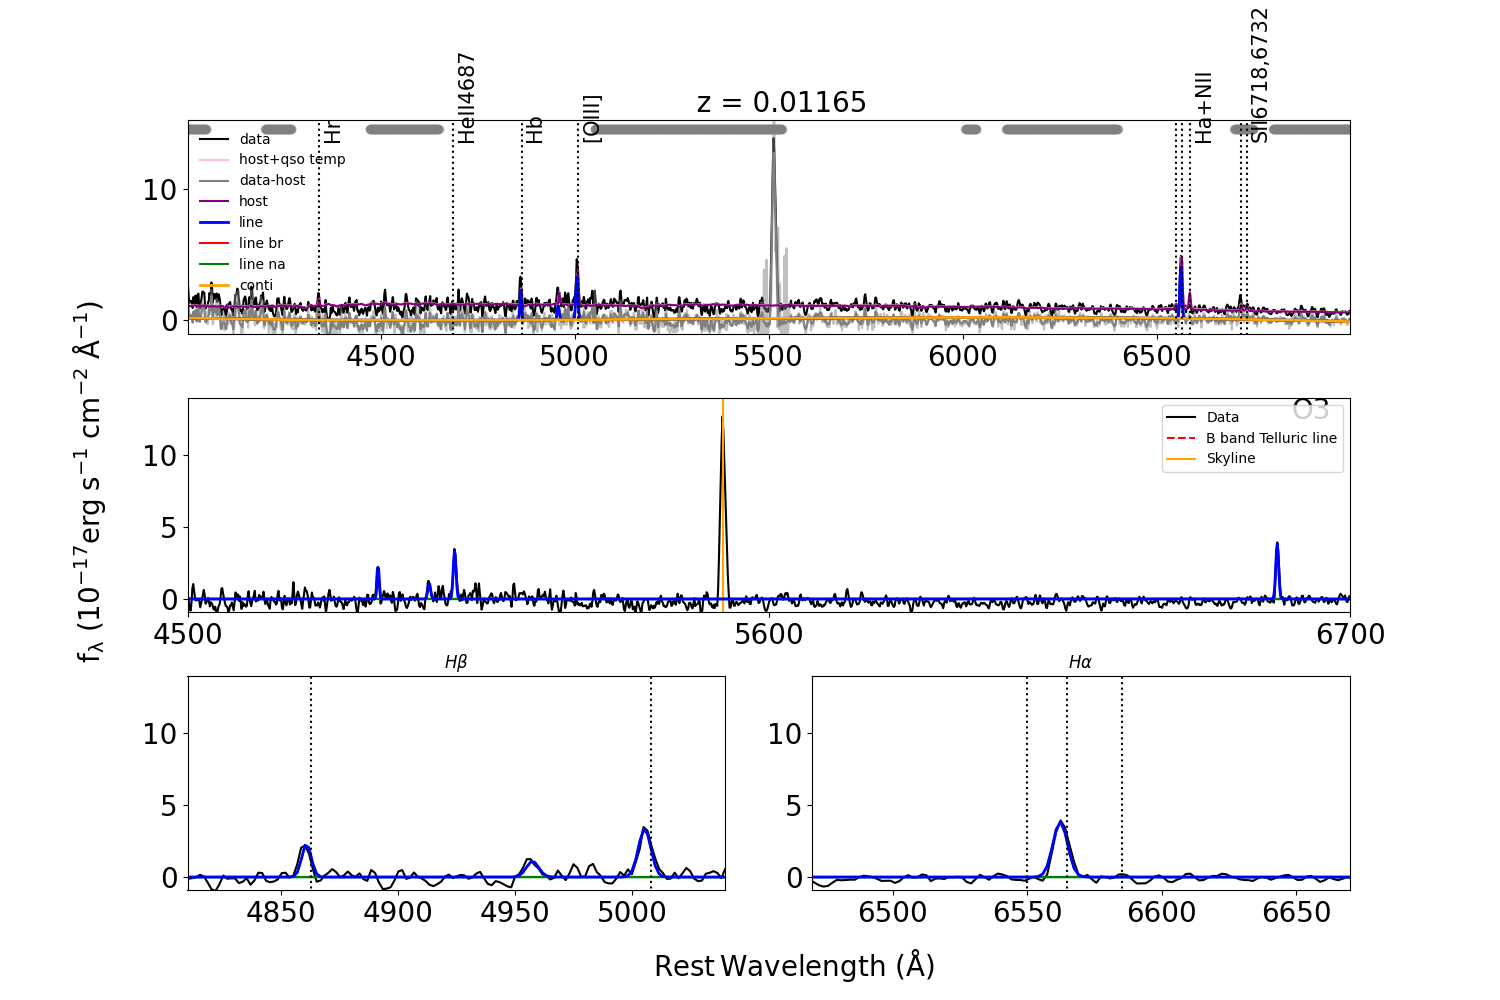 z = 0.01165
Hr
HeII4687
Hb
[OIII]
Ha+NII
SII6718,6732
data
host+qso temp
data-host
host
line
line br
line na
conti
10
0
4500
5000
5500
6000
6500
O3
Data
B band Telluric line
Skyline
10
5
0
4500
5600
6700
fλ (10⁻¹⁷erg s⁻¹ cm⁻² Å⁻¹)
Hβ
10
5
0
4850
4900
4950
5000
Hα
10
5
0
6500
6550
6600
6650
Rest Wavelength (Å)